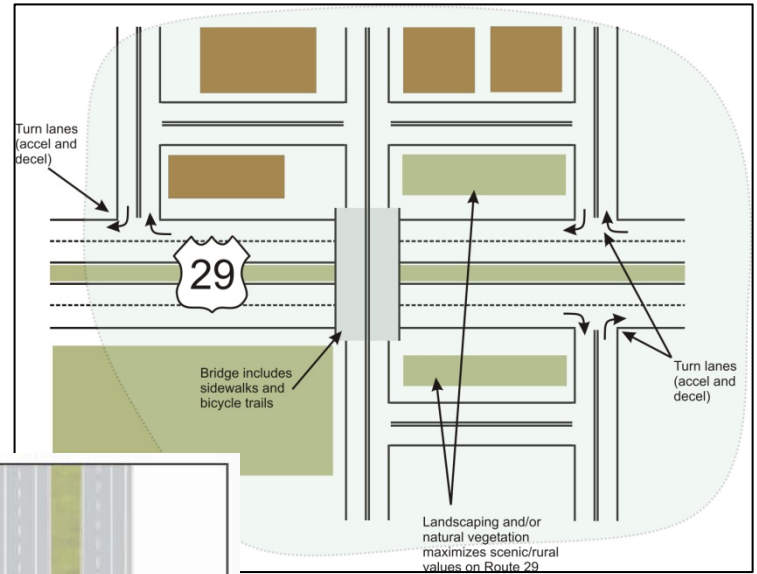 Turn lanes
(accel and
decel)
29
Bridge includes
sidewalks and
bicycle trails
Turn lanes
(accel and
decel)
Landscaping and/or
natural vegetation
maximizes scenic/rural
values on Route 29